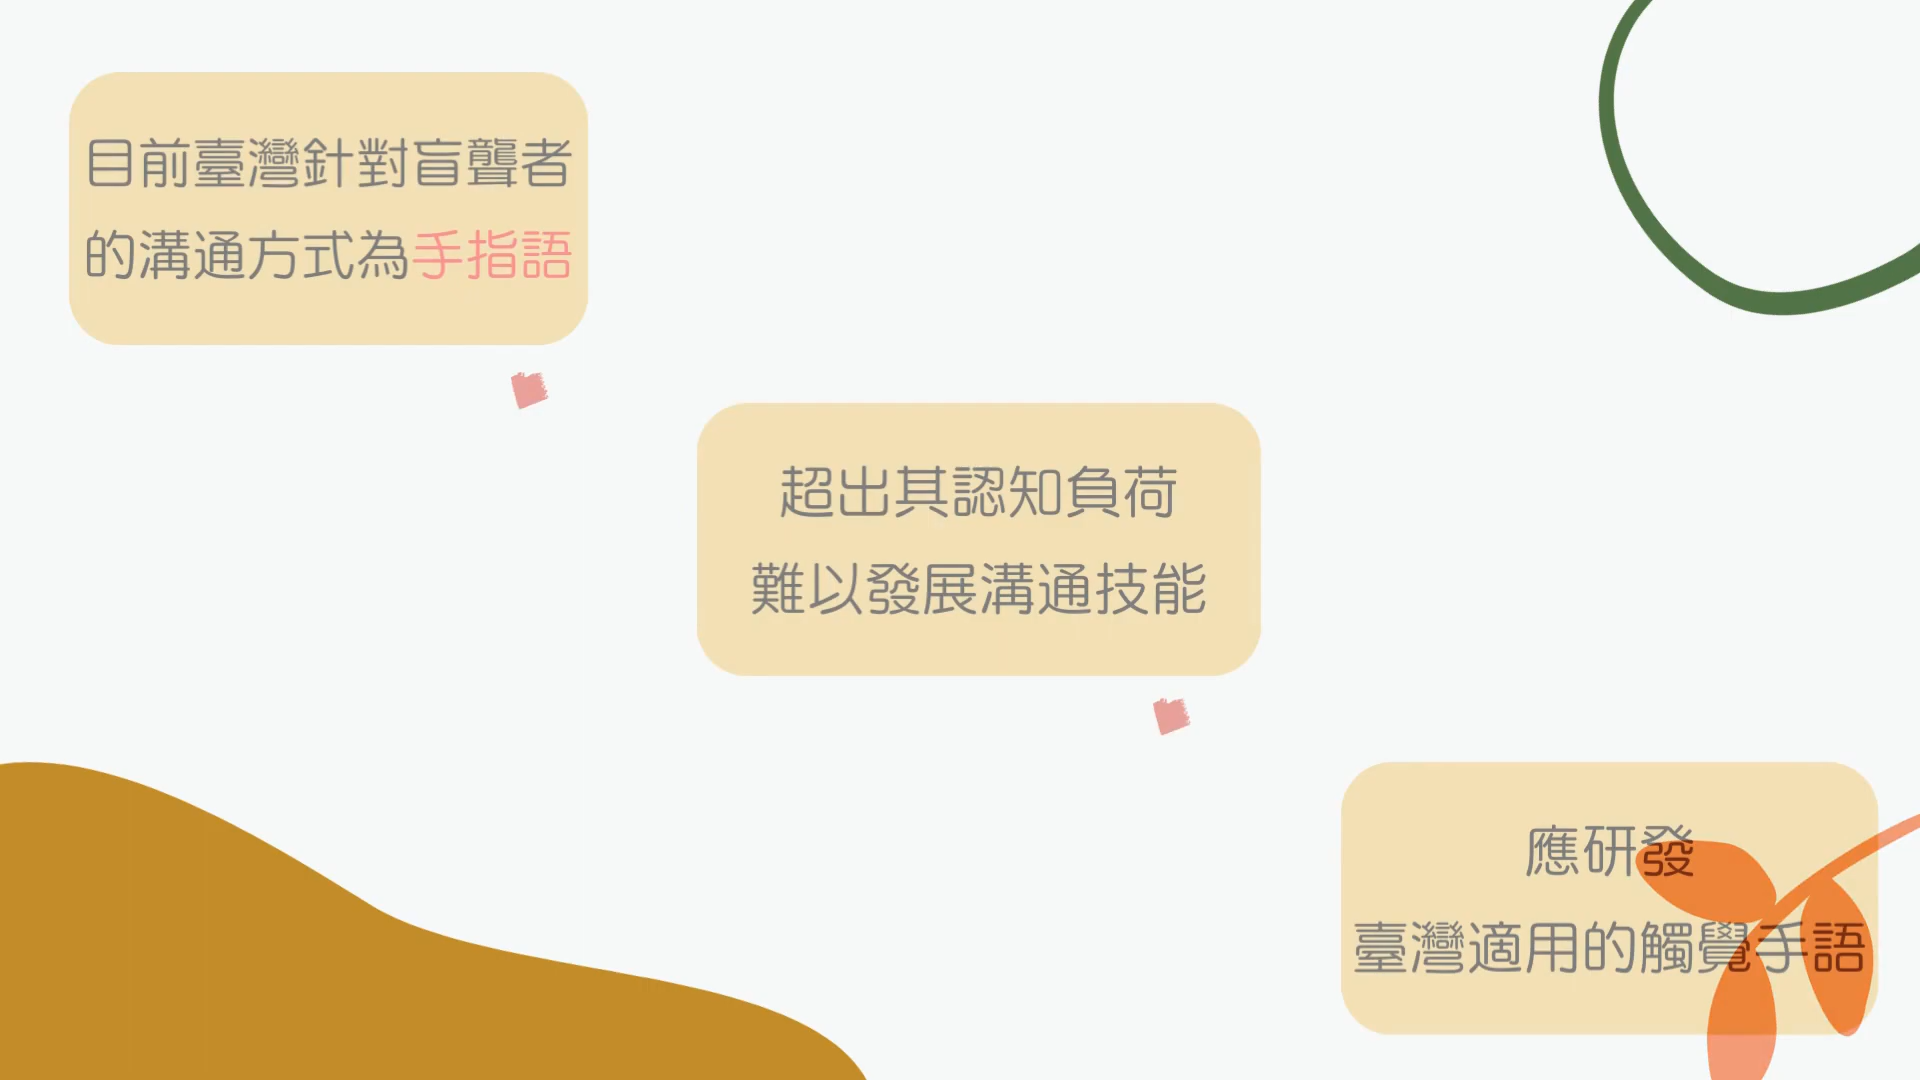 目前臺灣針對盲聾者
的溝通方式為手指語
超出其認知負荷
難以發展溝通技能
應研發
臺灣適用的觸覺手語